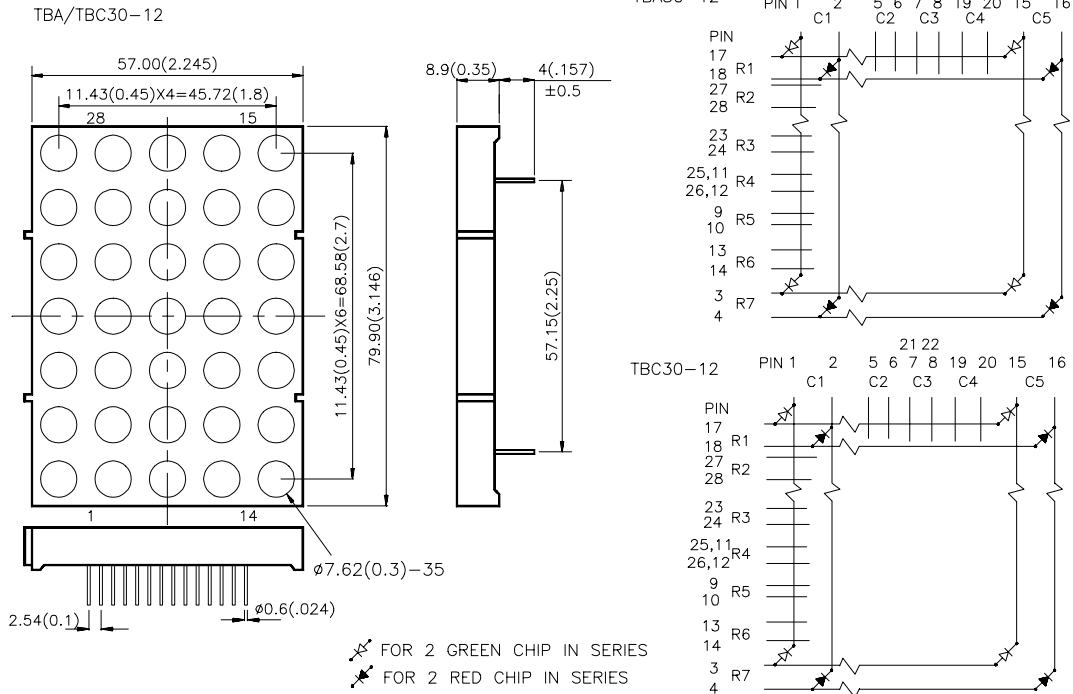 TBA/TBC30-12
57.00(2.245)
11.43(0.45)X4=45.72(1.8)
28 15
11.43(0.45)X6=68.58(2.7)
79.90(3.146)
1 14
ø7.62(0.3)-35
2.54(0.1)
ø0.6(.024)
8.9(0.35)
4(.157)
±0.5
57.15(2.25)
FOR 2 GREEN CHIP IN SERIES
FOR 2 RED CHIP IN SERIES
TBA30-12
PIN 1 2 5 6 7 8 19 20 15 16
C1 C2 C3 C4 C5
PIN
17
R1
18
27
R2
28
23
R3
24
25,11
R4
26,12
9
R5
10
13
R6
14
3
R7
4
21 22
TBC30-12
PIN 1 2 5 6 7 8 19 20 15 16
C1 C2 C3 C4 C5
PIN
17
R1
18
27
R2
28
23
R3
24
25,11
R4
26,12
9
R5
10
13
R6
14
3
R7
4